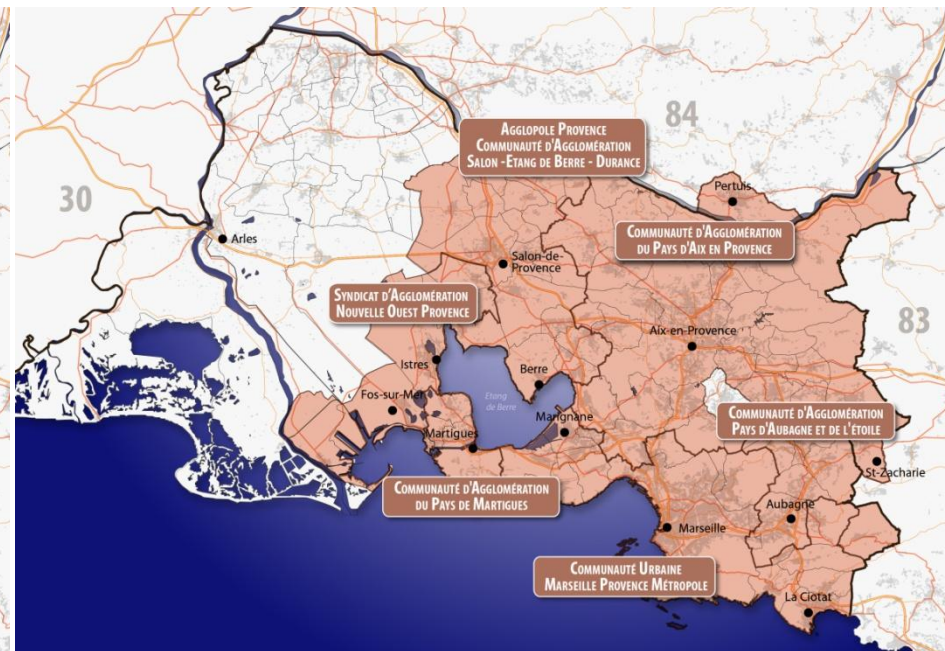 AGGLOPOLE PROVENCE
COMMUNAUTÉ D'AGGLOMÉRATION
SALON -ETANG DE BERRE - DURANCE
84
30
Pertuis
Arles
COMMUNAUTÉ D'AGGLOMÉRATION
DU PAYS D'AIX EN PROVENCE
Salon-de-
Provence
SYNDICAT D'AGGLOMÉRATION
NOUVELLE OUEST PROVENCE
83
Aix-en-Provence
Istres
Berre
Etang
de Berre
Fos-sur-Mer
Marignane
COMMUNAUTÉ D'AGGLOMÉRATION
PAYS D'AUBAGNE ET DE L'ÉTOILE
Martigues
St-Zacharie
COMMUNAUTÉ D'AGGLOMÉRATION
DU PAYS DE MARTIGUES
Aubagne
Marseille
COMMUNAUTÉ URBAINE
MARSEILLE PROVENCE MÉTROPOLE
La Ciotat